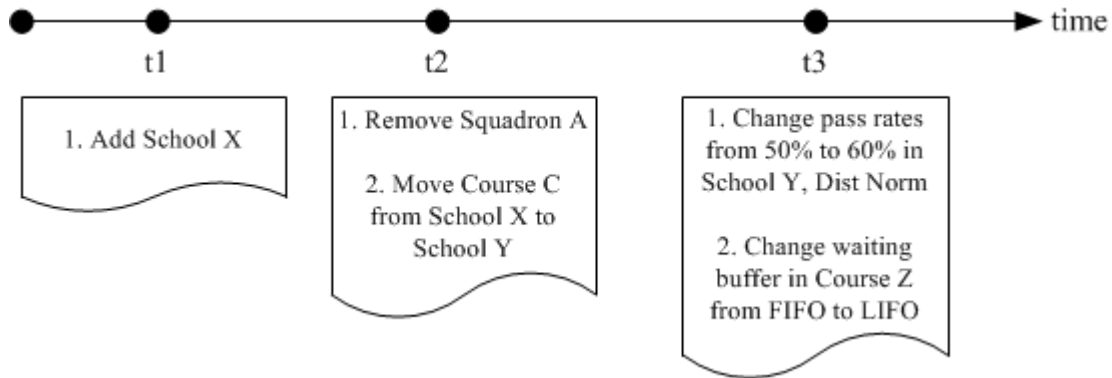 time
t1
t2
t3
1. Add School X
1. Remove Squadron A
2. Move Course C
from School X to
School Y
1. Change pass rates
from 50% to 60% in
School Y, Dist Norm
2. Change waiting
buffer in Course Z
from FIFO to LIFO